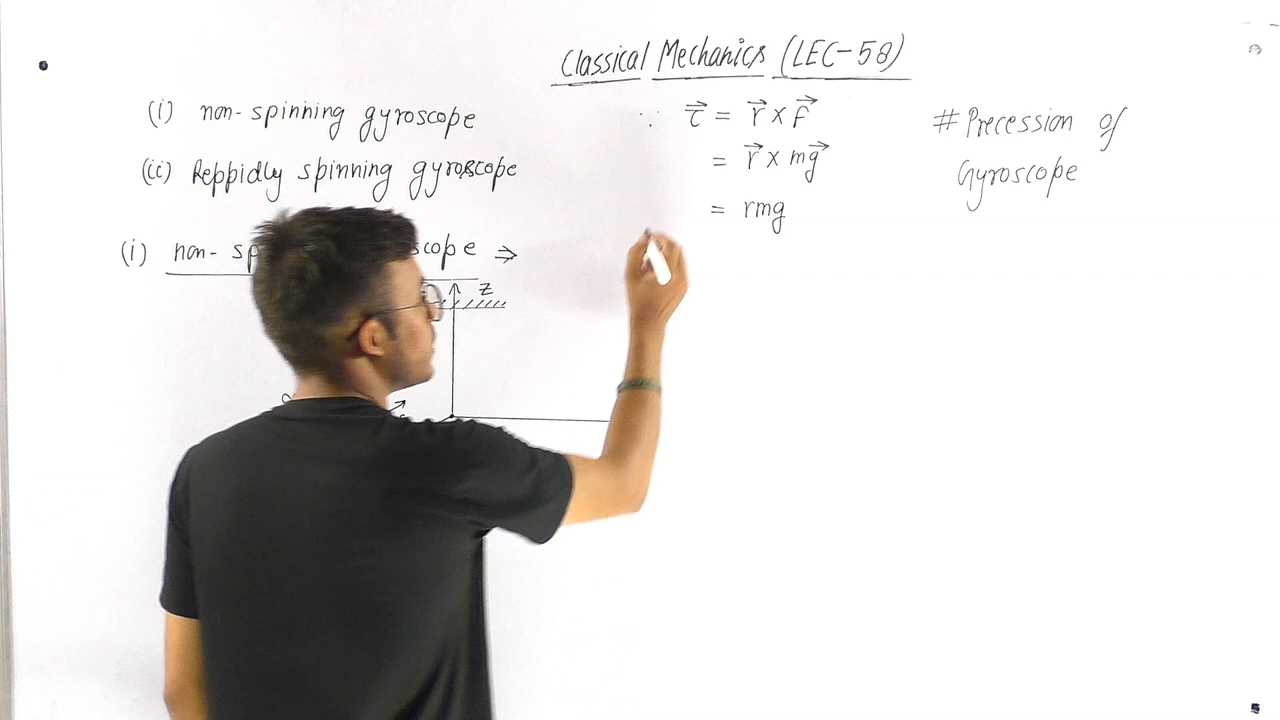 Classical Mechanics (LEC-58)
(i) non-spinning gyroscope
(ii) Reppidly spinning gyroscope
(i) non- sp scope ⇒
Z
∵ τ⃗ = r⃗ × F⃗
= r⃗ × mg⃗
= rmg
# Precession of
Gyroscope